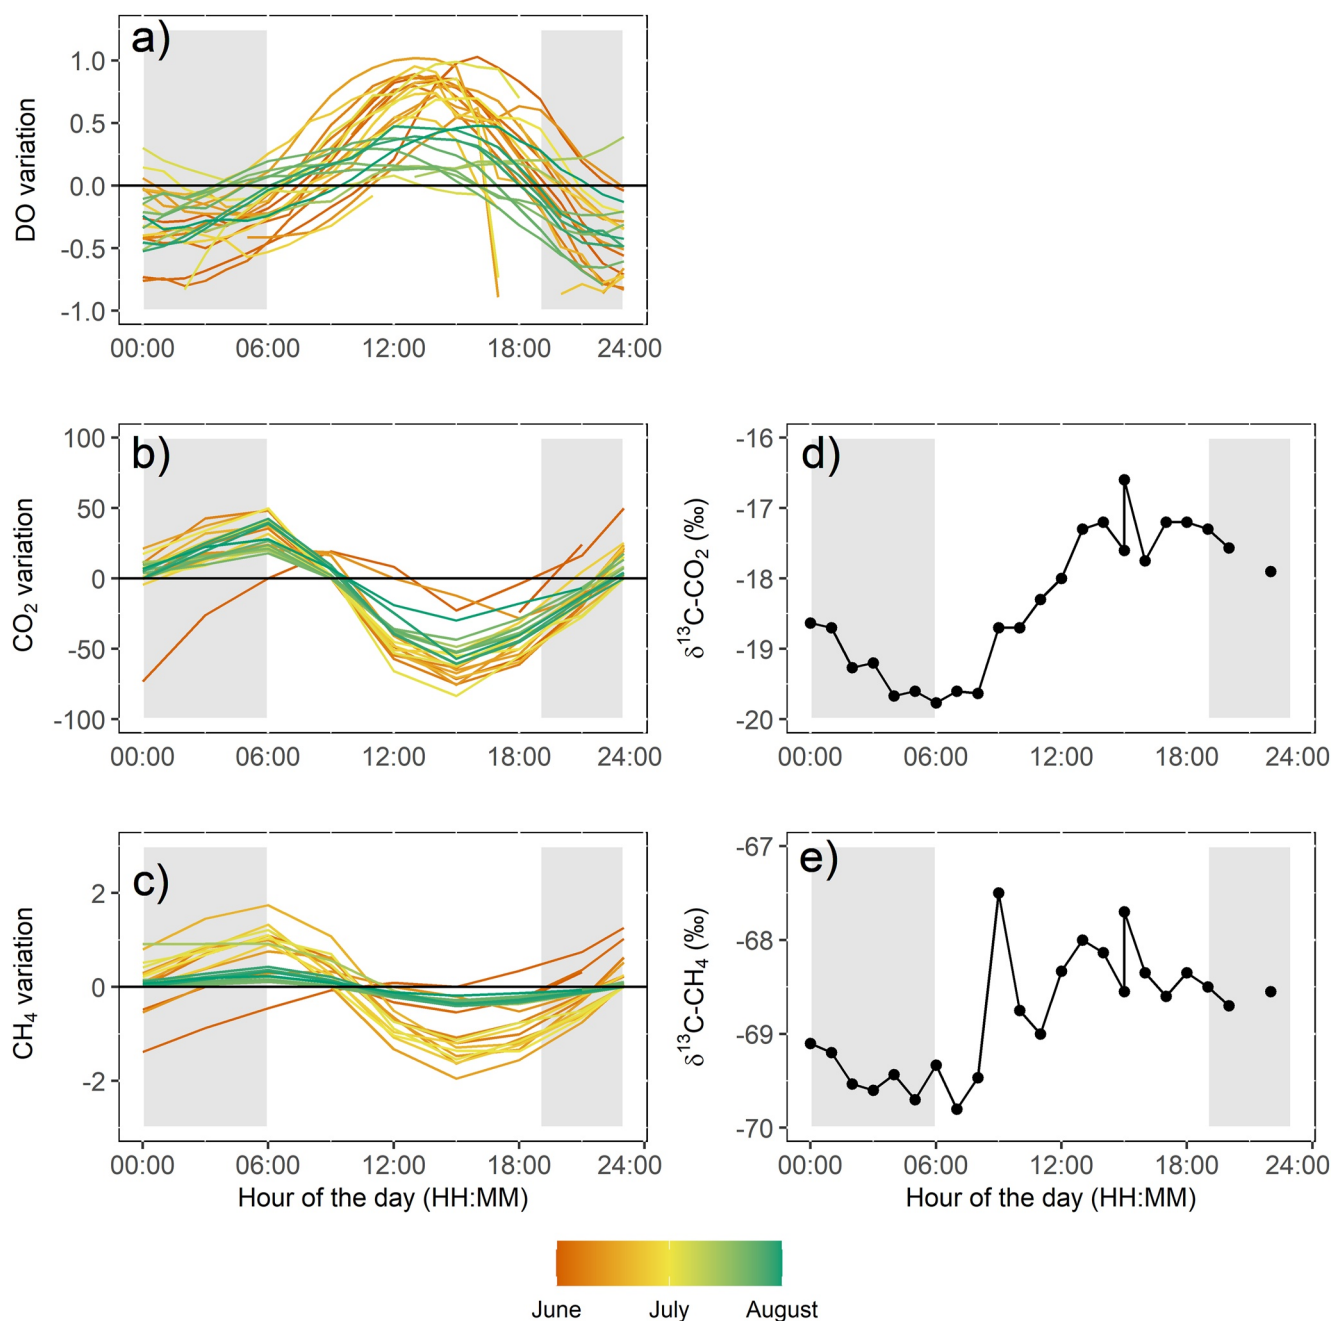 a)
DO variation
1.0
0.5
0.0
-0.5
-1.0
00:00 06:00 12:00 18:00 24:00
b)
CO₂ variation
100
50
0
-50
-100
00:00 06:00 12:00 18:00 24:00
d)
δ¹³C-CO₂ (‰)
-16
-17
-18
-19
-20
00:00 06:00 12:00 18:00 24:00
c)
CH₄ variation
2
0
-2
00:00 06:00 12:00 18:00 24:00
Hour of the day (HH:MM)
e)
δ¹³C-CH₄ (‰)
-67
-68
-69
-70
00:00 06:00 12:00 18:00 24:00
Hour of the day (HH:MM)
June July August